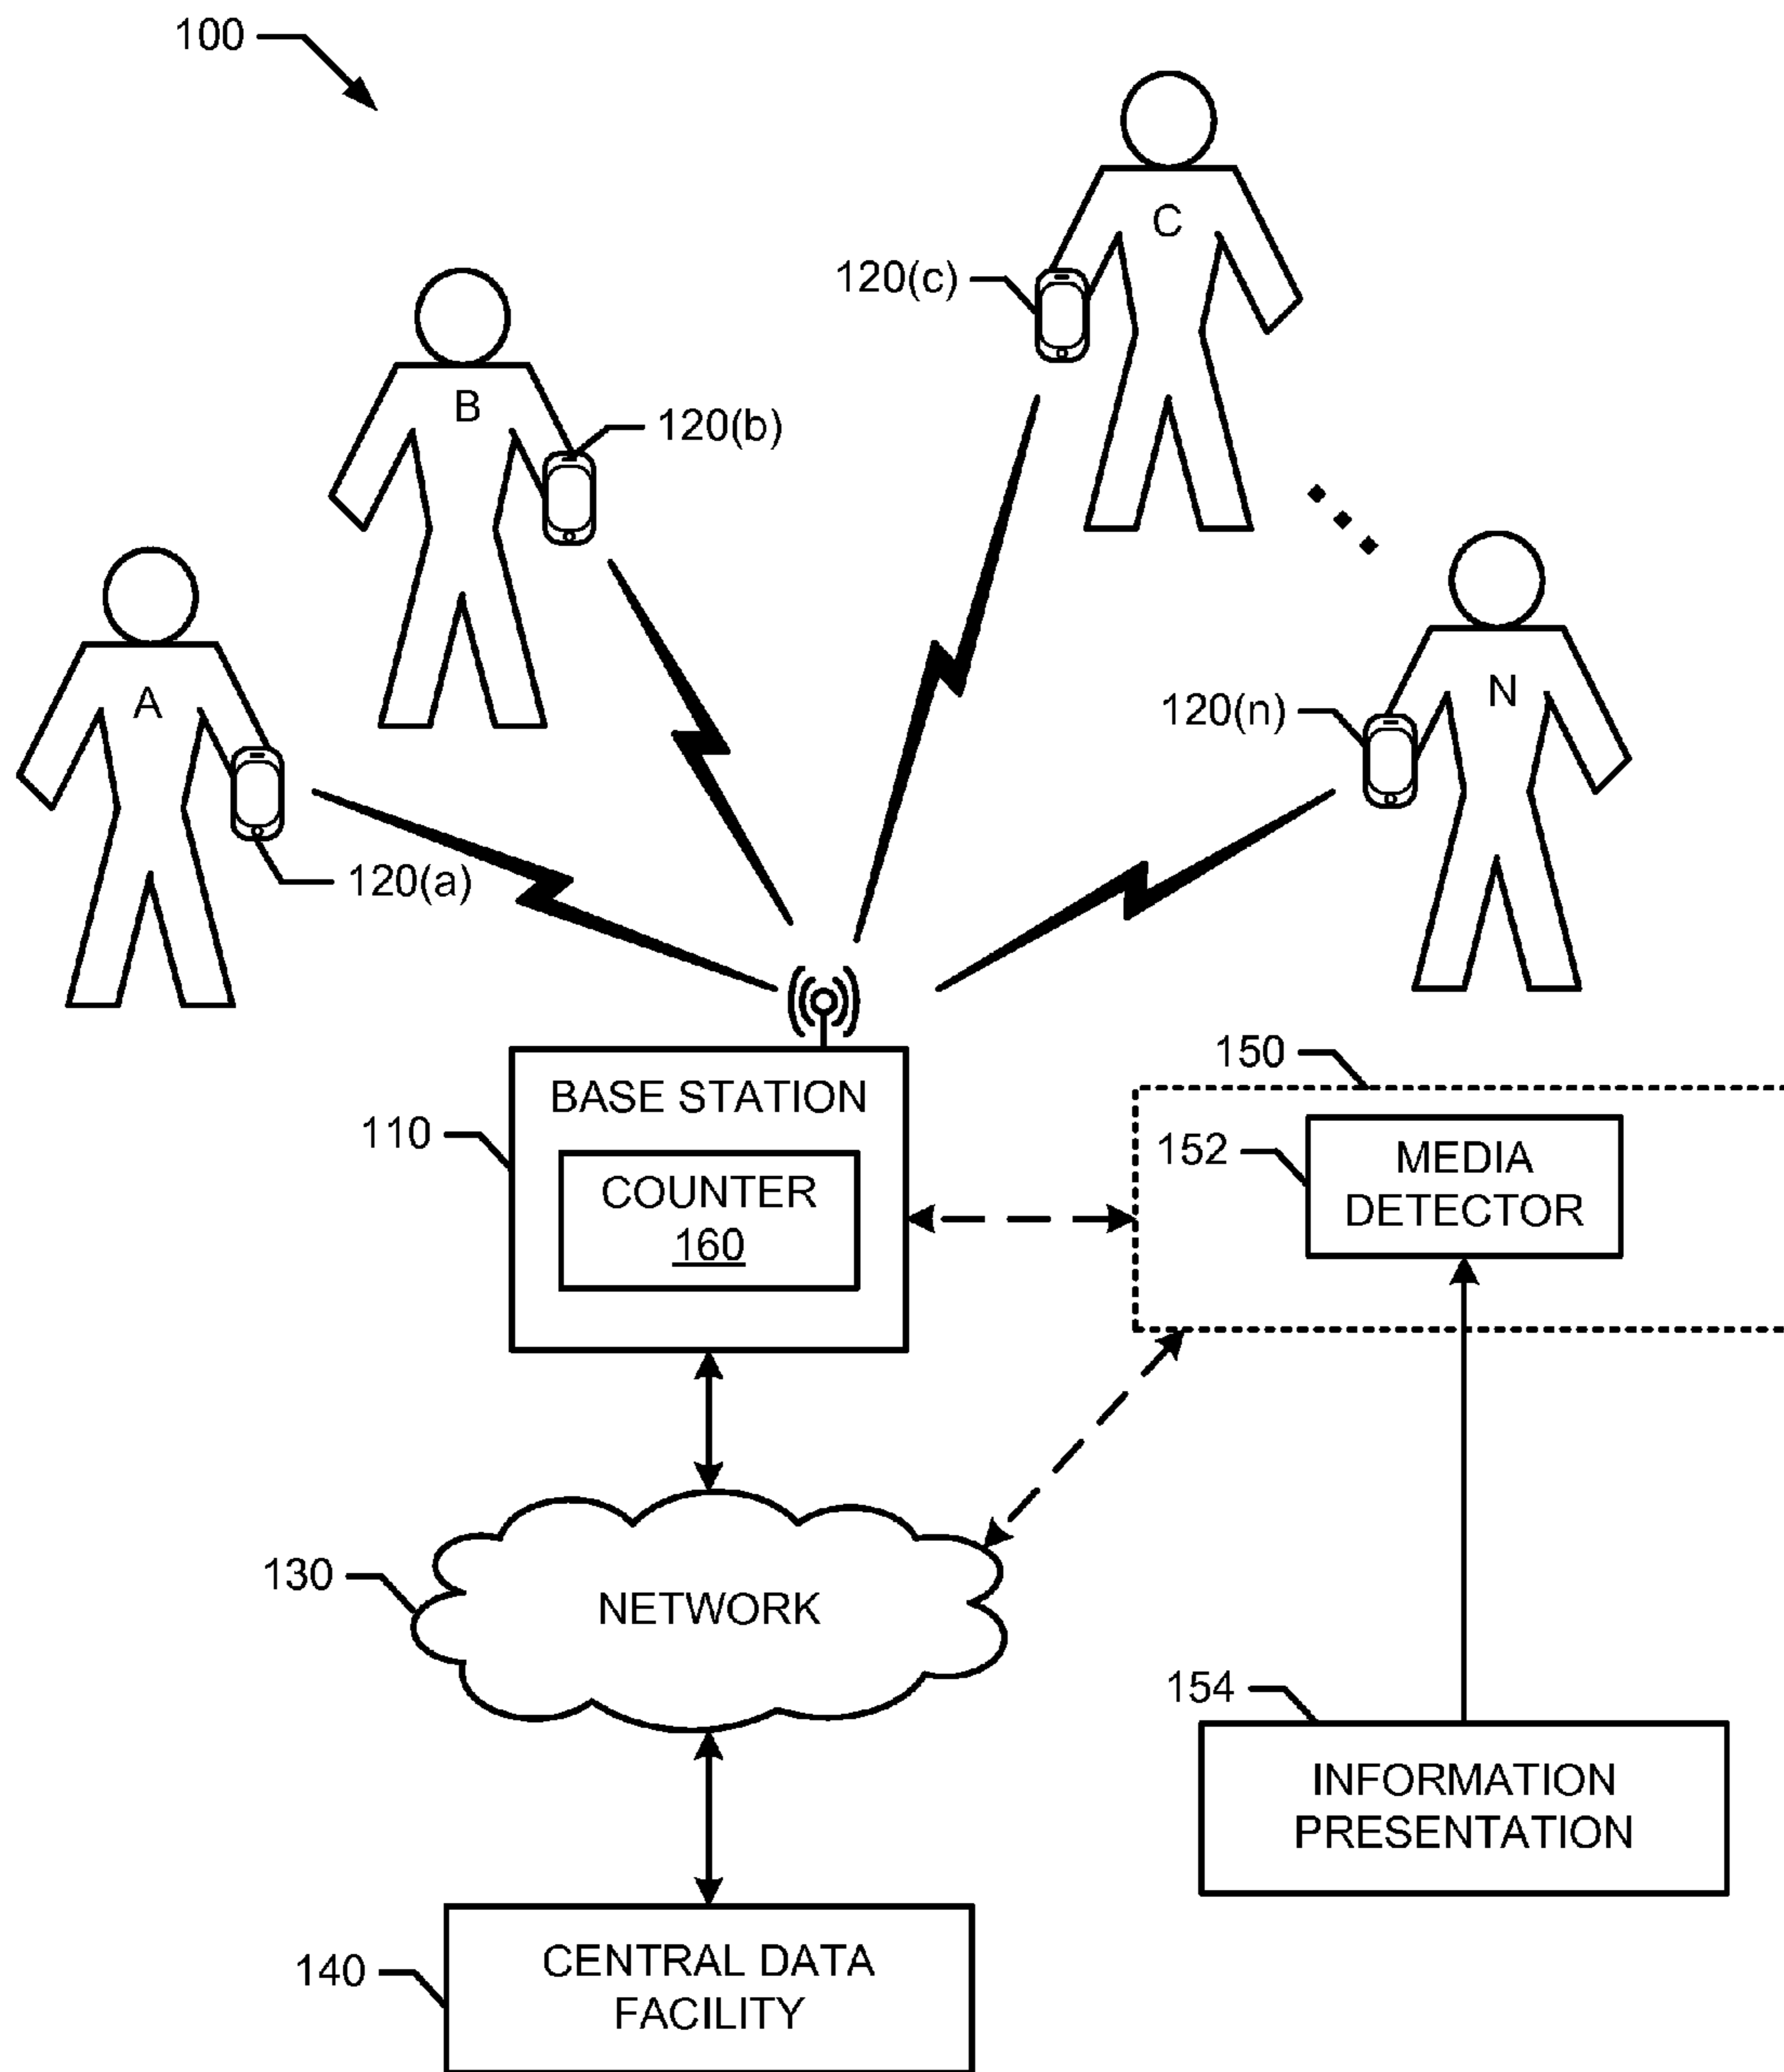 100
C
120(c)
B
120(b)
A
N
120(n)
120(a)
150
BASE STATION
110
152
MEDIA
DETECTOR
COUNTER
160
130
NETWORK
154
INFORMATION
PRESENTATION
140
CENTRAL DATA
FACILITY